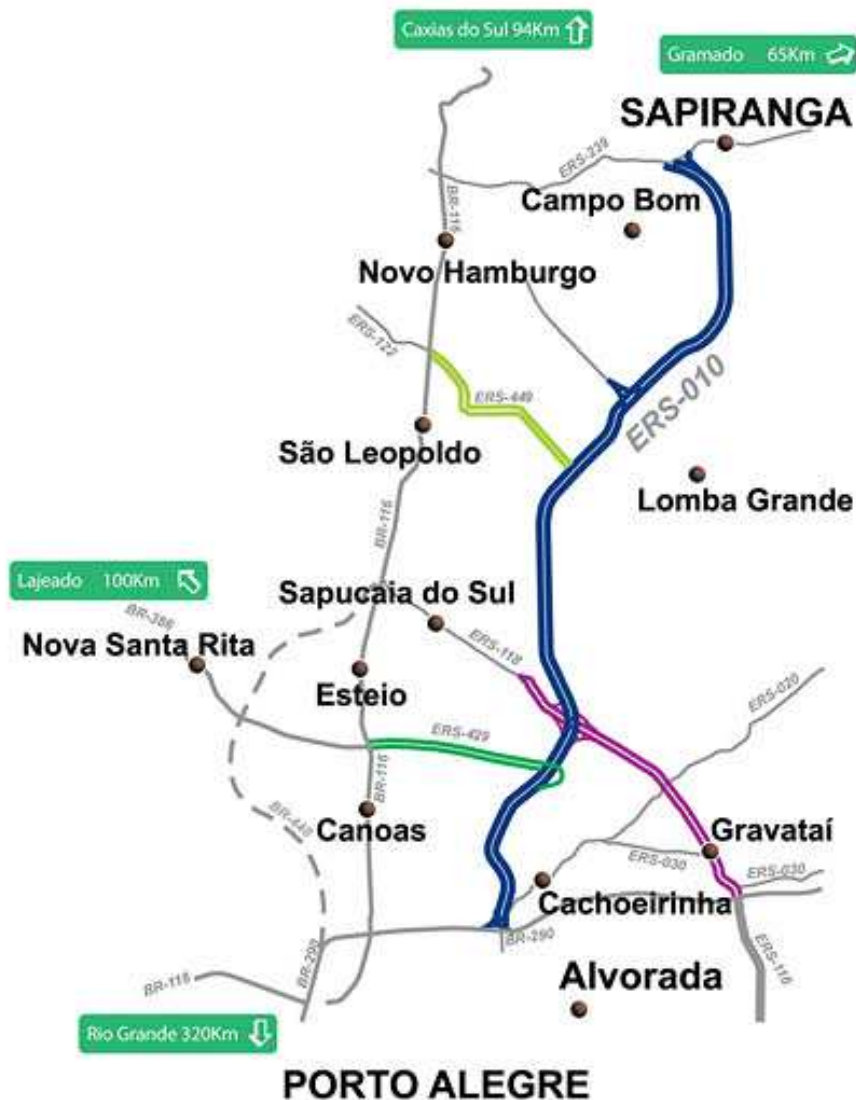 Caxias do Sul 94Km
Gramado 65Km
SAPIRANGA
ERS-239
Campo Bom
BR-116
Novo Hamburgo
ERS-122
ERS-449
ERS-010
São Leopoldo
Lomba Grande
BR-116
Lajeado 100Km
Sapucaia do Sul
BR-386
Nova Santa Rita
ERS-118
Esteio
ERS-020
ERS-429
BR-116
BR-448
Canoas
Gravataí
ERS-030
ERS-030
Cachoeirinha
BR-290
BR-290
ERS-118
Alvorada
BR-116
Rio Grande 320Km
PORTO ALEGRE